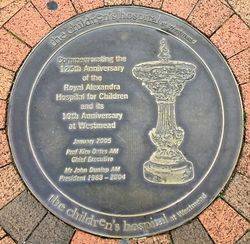 the children's hospital at Westmead
Commemorating the
125th Anniversary
of the
Royal Alexandra
Hospital for Children
and its
10th Anniversary
at Westmead
January 2005
Prof Kim Oates AM
Chief Executive
Mr John Dunlop AM
President 1983 - 2004
the children's hospital at Westmead